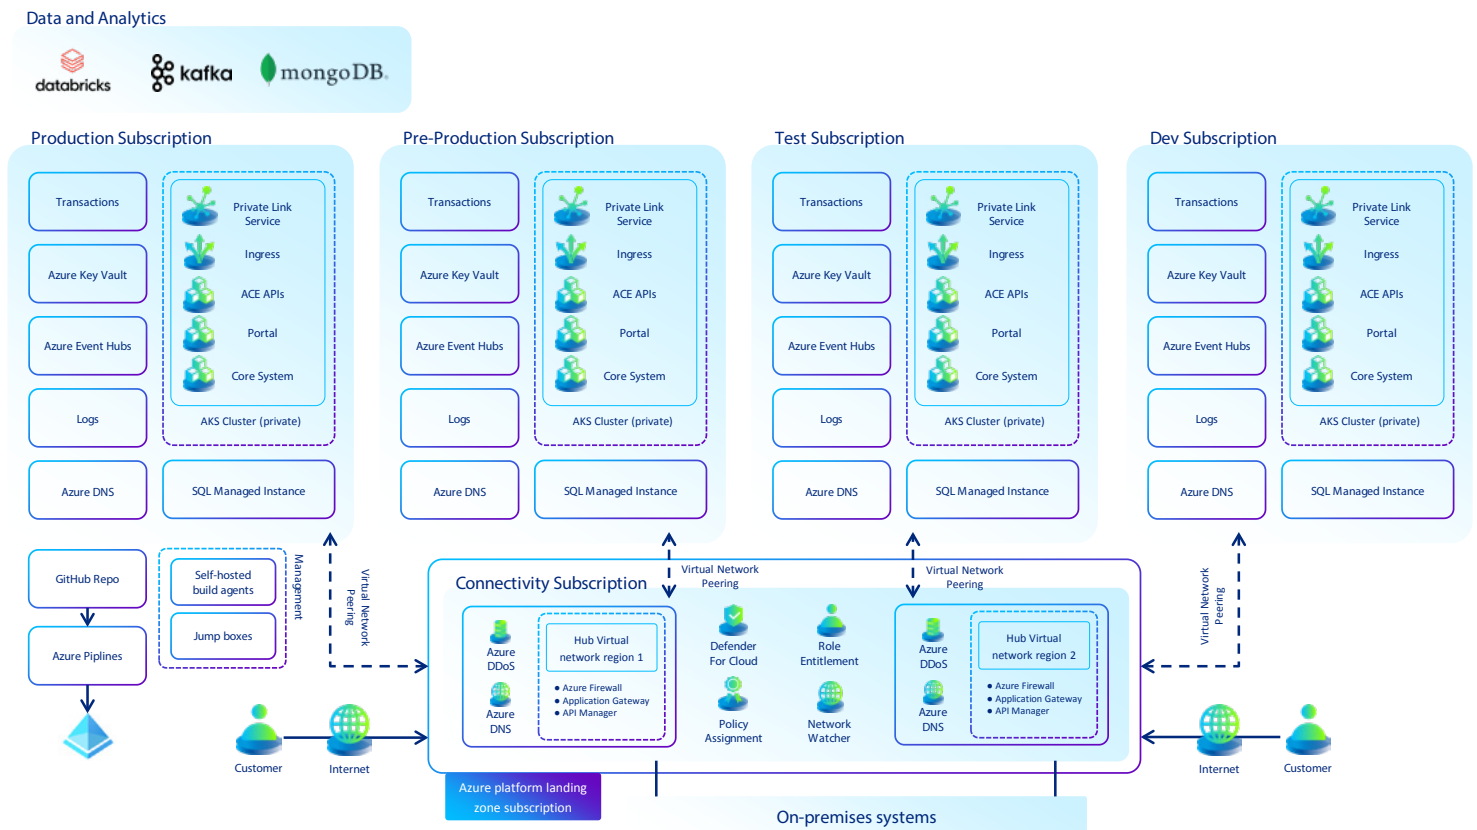 Data and Analytics
databricks
kafka
mongoDB.
Production Subscription
Transactions
Azure Key Vault
Azure Event Hubs
Logs
Azure DNS
Private Link
Service
Ingress
ACE APIs
Portal
Core System
AKS Cluster (private)
SQL Managed Instance
Pre-Production Subscription
Transactions
Azure Key Vault
Azure Event Hubs
Logs
Azure DNS
Private Link
Service
Ingress
ACE APIs
Portal
Core System
AKS Cluster (private)
SQL Managed Instance
Test Subscription
Transactions
Azure Key Vault
Azure Event Hubs
Logs
Azure DNS
Private Link
Service
Ingress
ACE APIs
Portal
Core System
AKS Cluster (private)
SQL Managed Instance
Dev Subscription
Transactions
Azure Key Vault
Azure Event Hubs
Logs
Azure DNS
Private Link
Service
Ingress
ACE APIs
Portal
Core System
AKS Cluster (private)
SQL Managed Instance
GitHub Repo
Azure Piplines
Self-hosted
build agents
Jump boxes
Management
Virtual Network
Peering
Customer
Internet
Connectivity Subscription
Virtual Network
Peering
Virtual Network
Peering
Azure
DDoS
Azure
DNS
Hub Virtual
network region 1
● Azure Firewall
● Application Gateway
● API Manager
Defender
For Cloud
Role
Entitlement
Policy
Assignment
Network
Watcher
Azure
DDoS
Azure
DNS
Hub Virtual
network region 2
● Azure Firewall
● Application Gateway
● API Manager
Virtual Network
Peering
Internet
Customer
Azure platform landing
zone subscription
On-premises systems